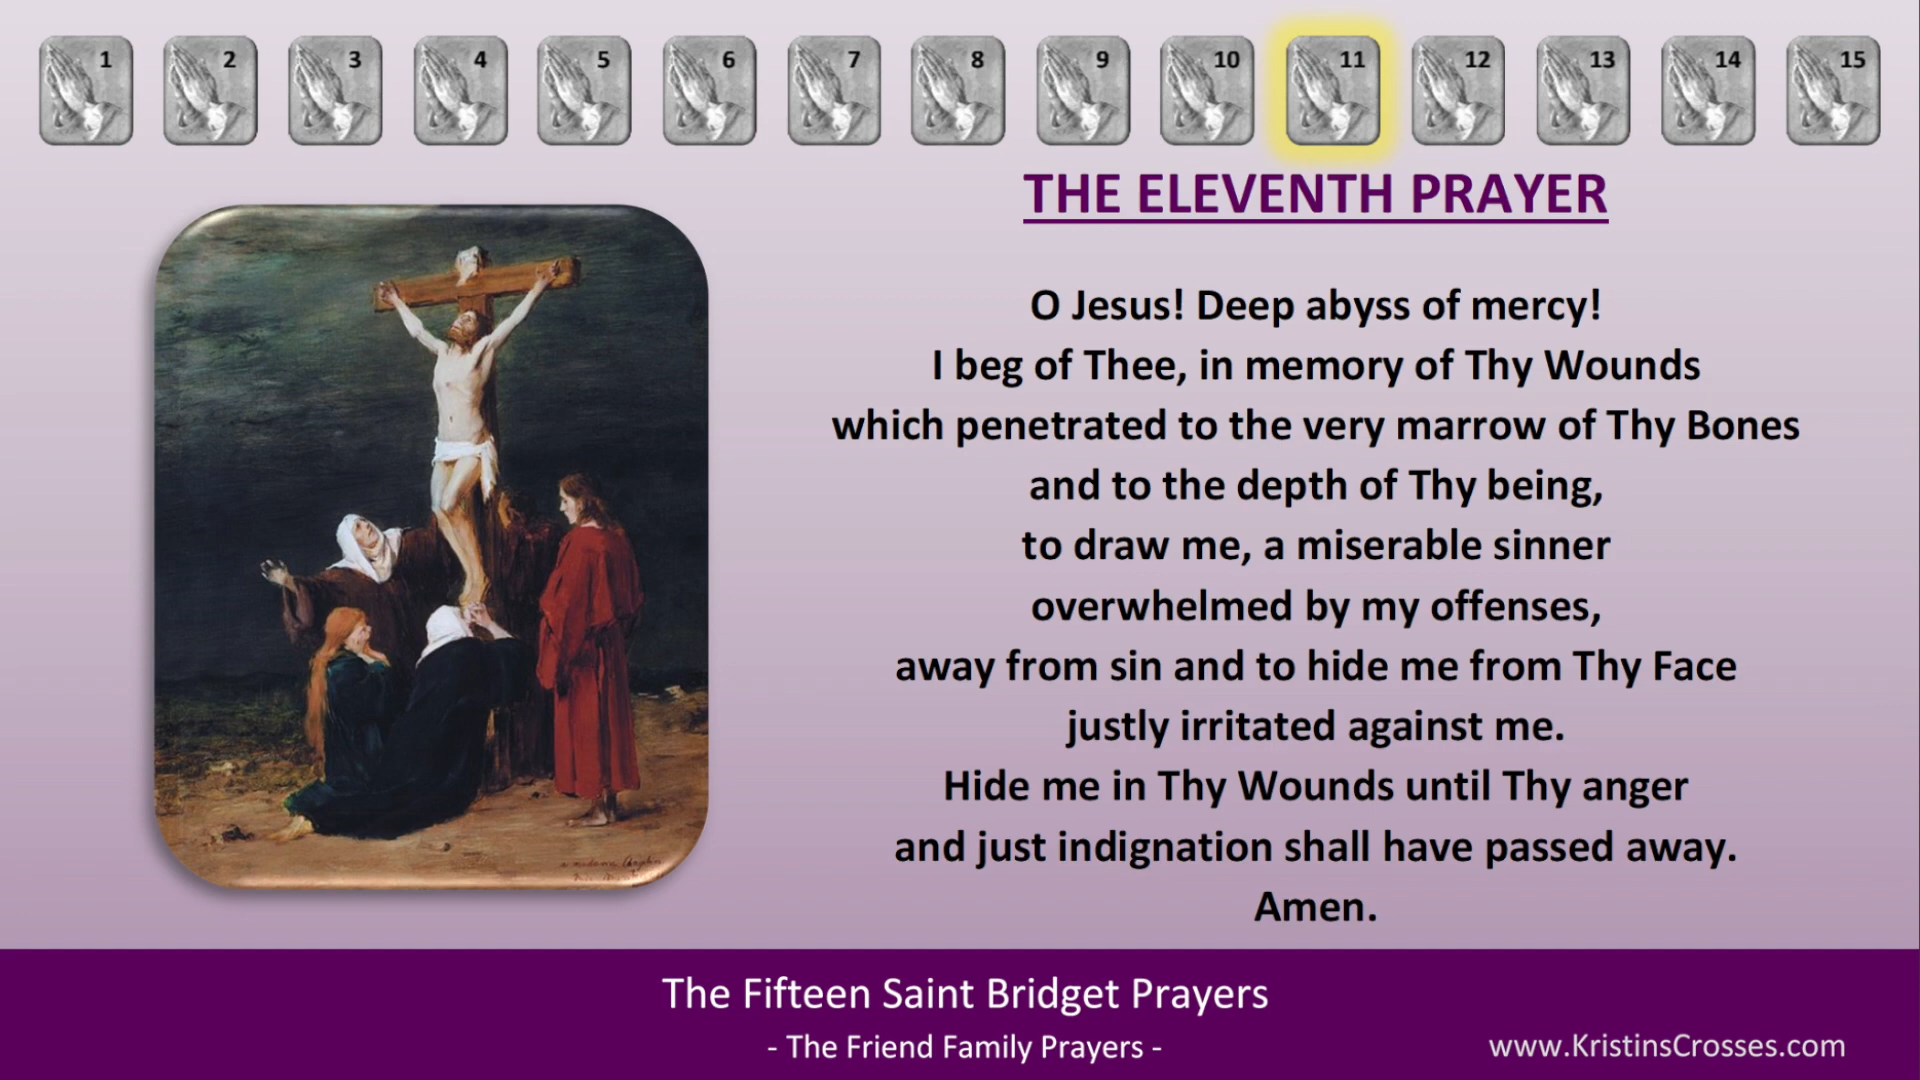 1 2 3 4 5 6 7 8 9 10 11 12 13 14 15
THE ELEVENTH PRAYER
O Jesus! Deep abyss of mercy!
I beg of Thee, in memory of Thy Wounds
which penetrated to the very marrow of Thy Bones
and to the depth of Thy being,
to draw me, a miserable sinner
overwhelmed by my offenses,
away from sin and to hide me from Thy Face
justly irritated against me.
Hide me in Thy Wounds until Thy anger
and just indignation shall have passed away.
Amen.
The Fifteen Saint Bridget Prayers
- The Friend Family Prayers -
www.KristinsCrosses.com